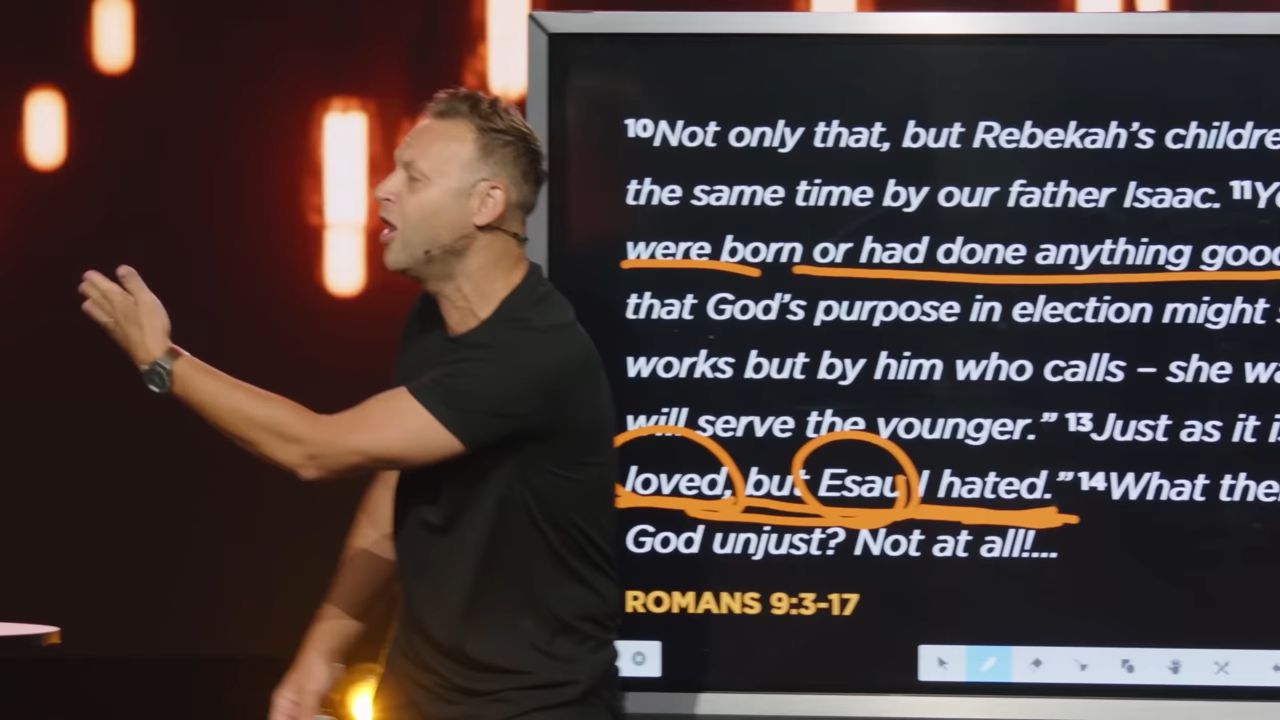 ¹⁰Not only that, but Rebekah's childre
the same time by our father Isaac. ¹¹Y
were born or had done anything good
that God's purpose in election might
works but by him who calls – she wa
will serve the younger.” ¹³Just as it i
loved, but Esau I hated.” ¹⁴What the
God unjust? Not at all!...
ROMANS 9:3-17